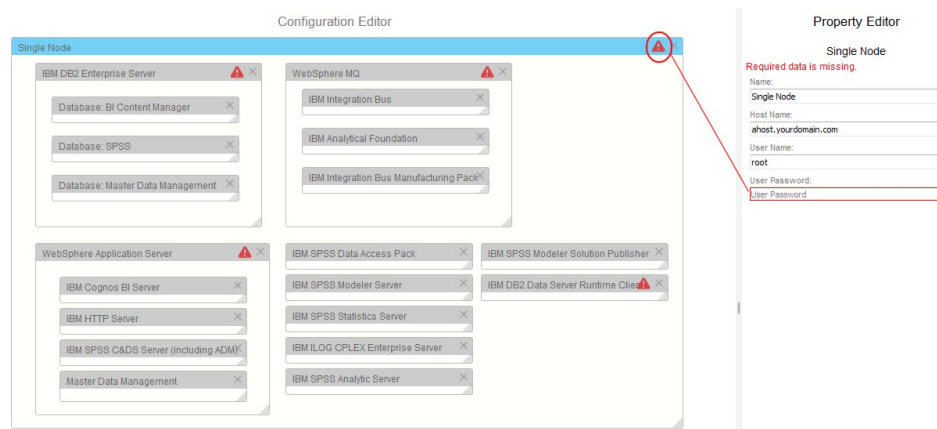 Configuration Editor
Single Node
IBM DB2 Enterprise Server
Database: BI Content Manager
Database: SPSS
Database: Master Data Management
WebSphere MQ
IBM Integration Bus
IBM Analytical Foundation
IBM Integration Bus Manufacturing Pack
WebSphere Application Server
IBM Cognos BI Server
IBM HTTP Server
IBM SPSS C&DS Server (including ADM)
Master Data Management
IBM SPSS Data Access Pack
IBM SPSS Modeler Server
IBM SPSS Statistics Server
IBM ILOG CPLEX Enterprise Server
IBM SPSS Analytic Server
IBM SPSS Modeler Solution Publisher
IBM DB2 Data Server Runtime Client
Property Editor
Single Node
Required data is missing.
Name:
Single Node
Host Name:
ahost.yourdomain.com
User Name:
root
User Password:
User Password